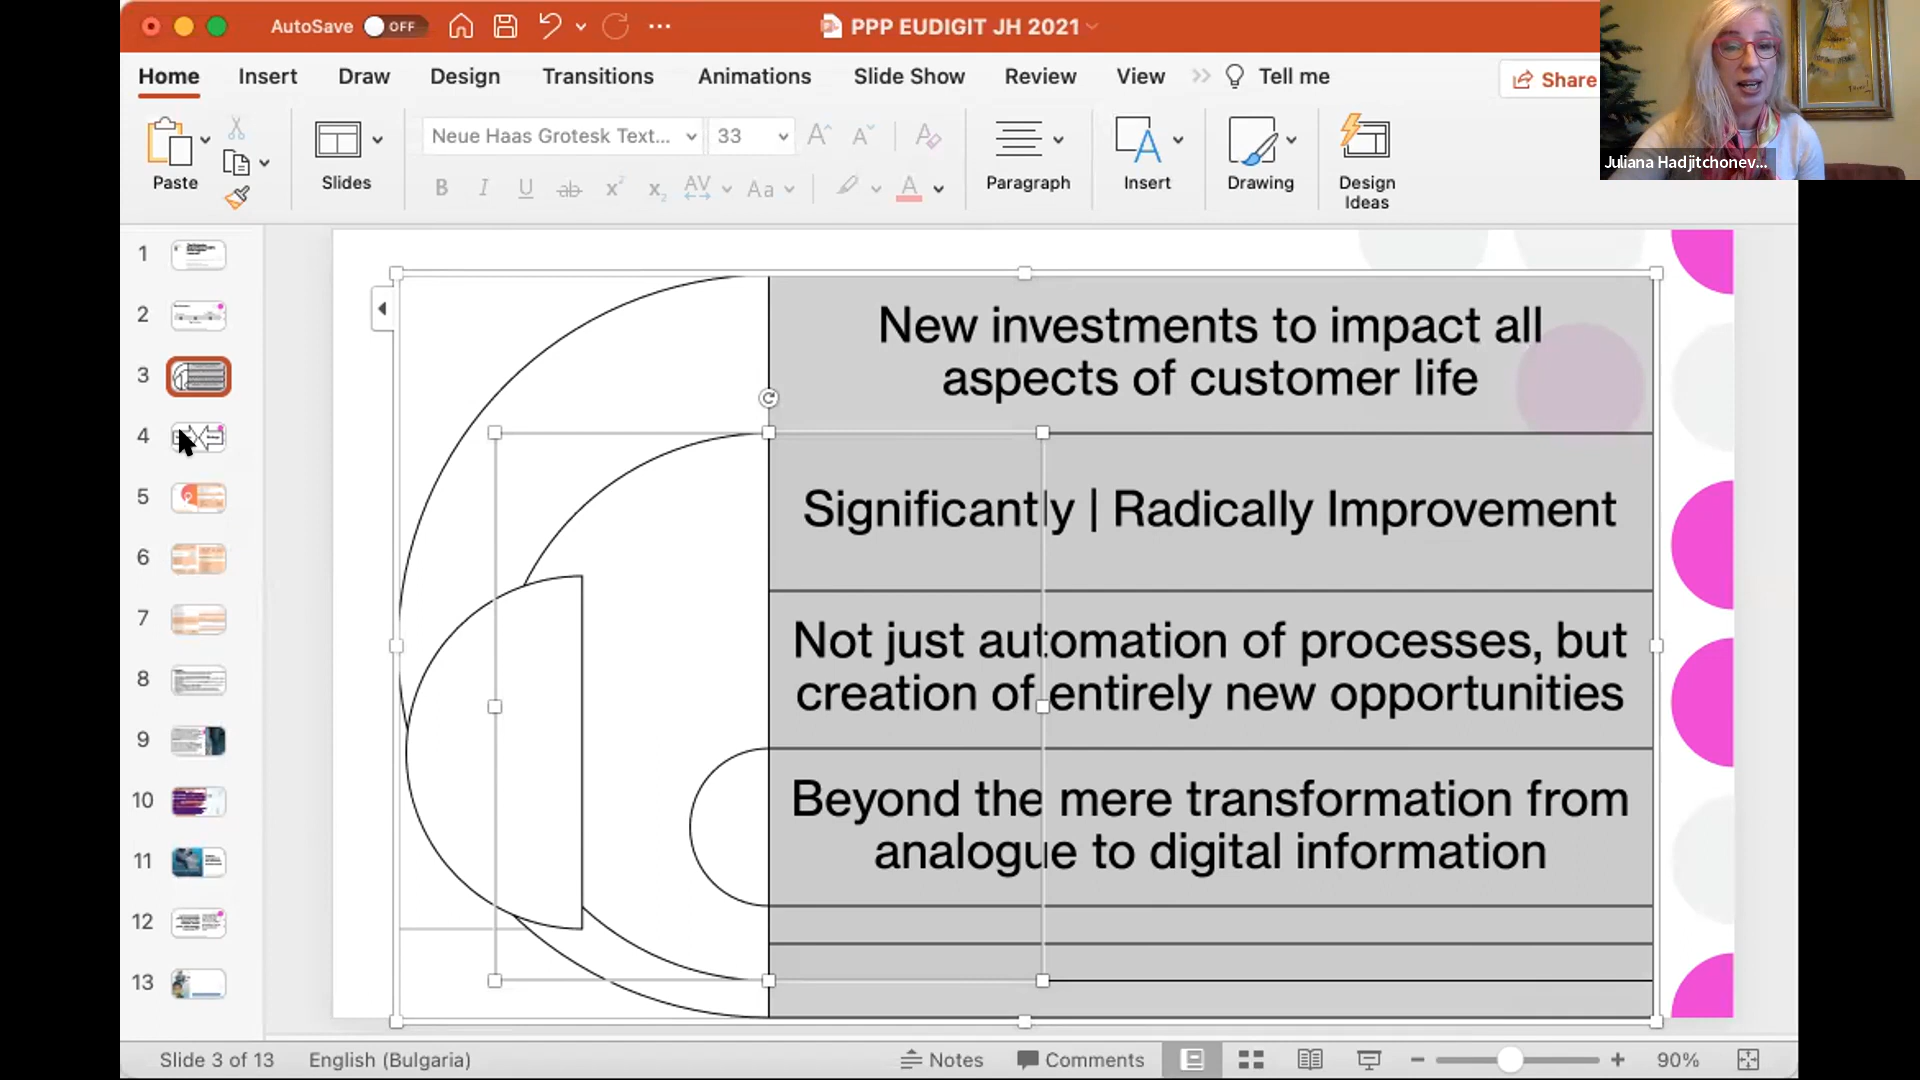 AutoSave OFF
PPP EUDIGIT JH 2021
Home Insert Draw Design Transitions Animations Slide Show Review View Tell me Share
Paste
Slides
Neue Haas Grotesk Text... 33
Paragraph
Insert
Drawing
Design
Ideas
Juliana Hadjitchonev...
1
2
3
4
5
6
7
8
9
10
11
12
13
New investments to impact all
aspects of customer life
Significantly | Radically Improvement
Not just automation of processes, but
creation of entirely new opportunities
Beyond the mere transformation from
analogue to digital information
Slide 3 of 13 English (Bulgaria) Notes Comments 90%